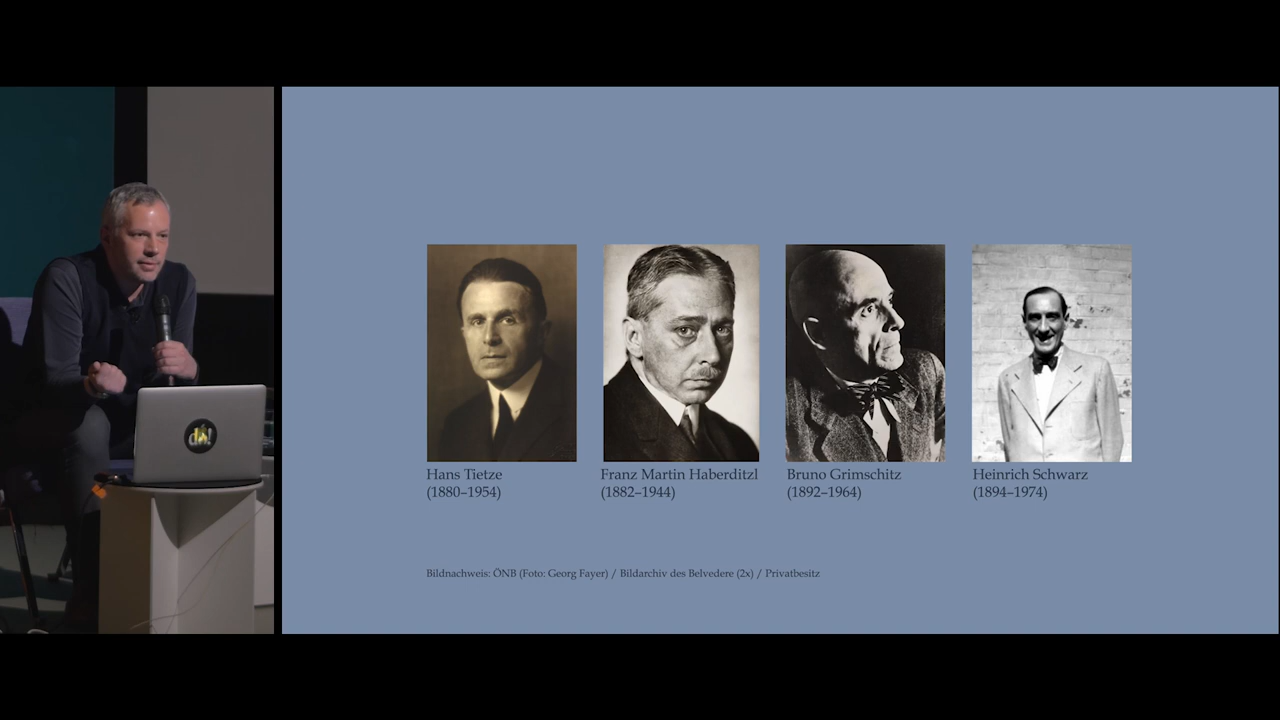 dá!
Hans Tietze
(1880–1954)
Franz Martin Haberditzl
(1882–1944)
Bruno Grimschitz
(1892–1964)
Heinrich Schwarz
(1894–1974)
Bildnachweis: ÖNB (Foto: Georg Fayer) / Bildarchiv des Belvedere (2x) / Privatbesitz